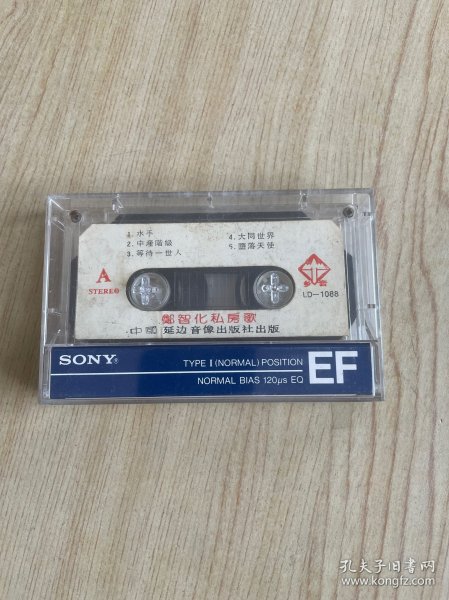 1. 水手
2. 中産階級
3. 等待一世人
4. 大同世界
5. 墮落天使
A
STEREO
LD-1088
鄭智化私房歌
中國 延边音像出版社出版
SONY®
TYPE I (NORMAL) POSITION
NORMAL BIAS 120μs EQ
EF
孔夫子旧书网
www.kongfz.com